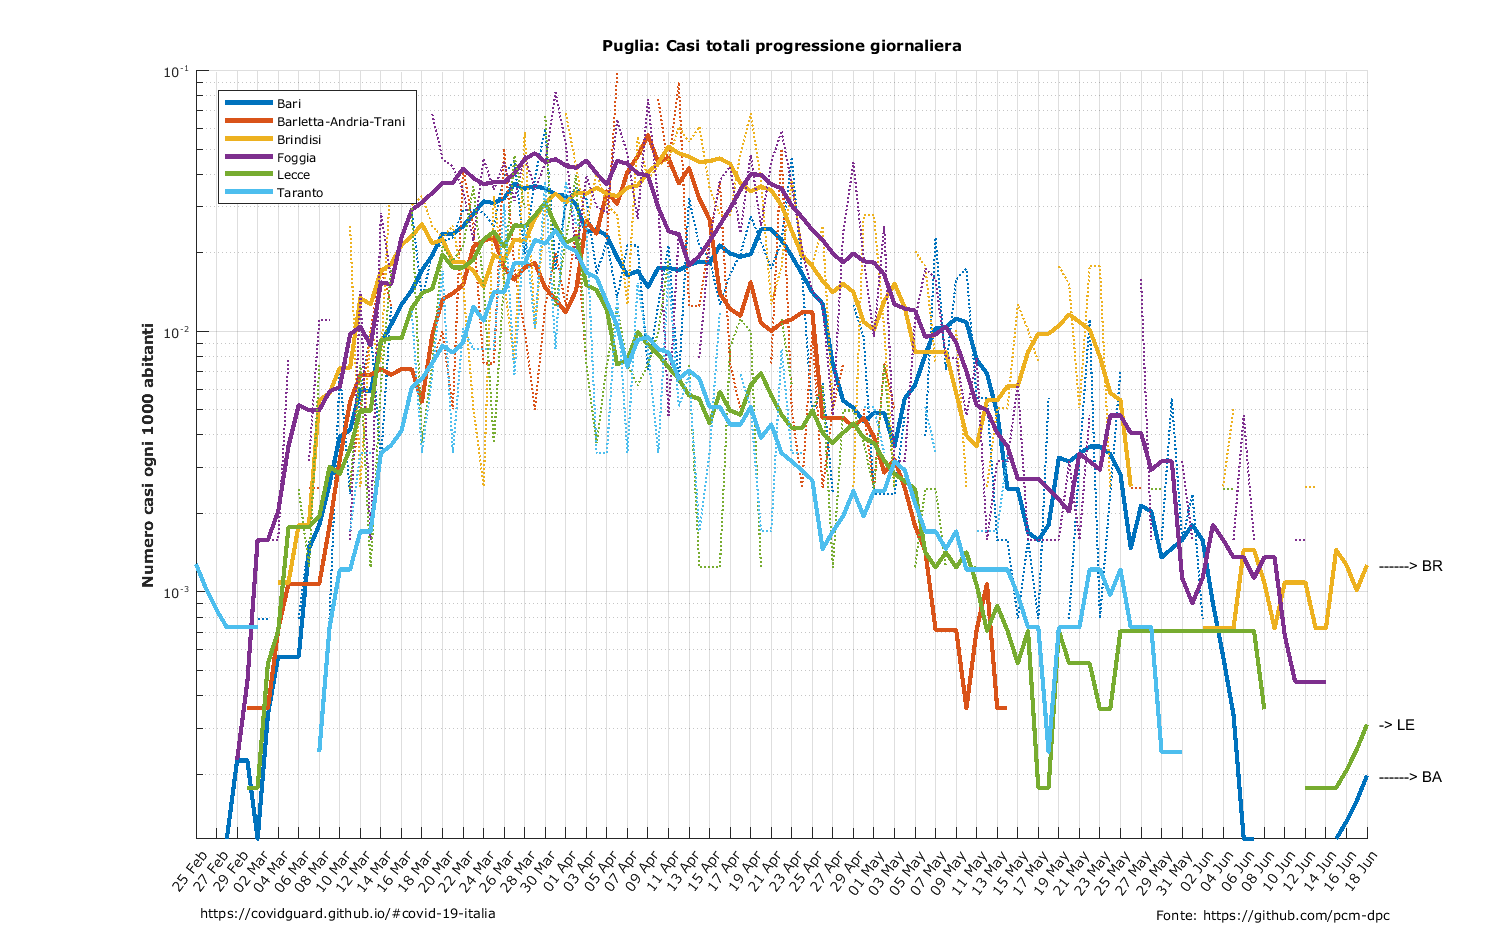 Puglia: Casi totali progressione giornaliera
Numero casi ogni 1000 abitanti
10-1
10-2
10-3
Bari
Barletta-Andria-Trani
Brindisi
Foggia
Lecce
Taranto
------> BR
-> LE
------> BA
25 Feb
27 Feb
29 Feb
02 Mar
04 Mar
06 Mar
08 Mar
10 Mar
12 Mar
14 Mar
16 Mar
18 Mar
20 Mar
22 Mar
24 Mar
26 Mar
28 Mar
30 Mar
01 Apr
03 Apr
05 Apr
07 Apr
09 Apr
11 Apr
13 Apr
15 Apr
17 Apr
19 Apr
21 Apr
23 Apr
25 Apr
27 Apr
29 Apr
01 May
03 May
05 May
07 May
09 May
11 May
13 May
15 May
17 May
19 May
21 May
23 May
25 May
27 May
29 May
31 May
02 Jun
04 Jun
06 Jun
08 Jun
10 Jun
12 Jun
14 Jun
16 Jun
18 Jun
https://covidguard.github.io/#covid-19-italia
Fonte: https://github.com/pcm-dpc